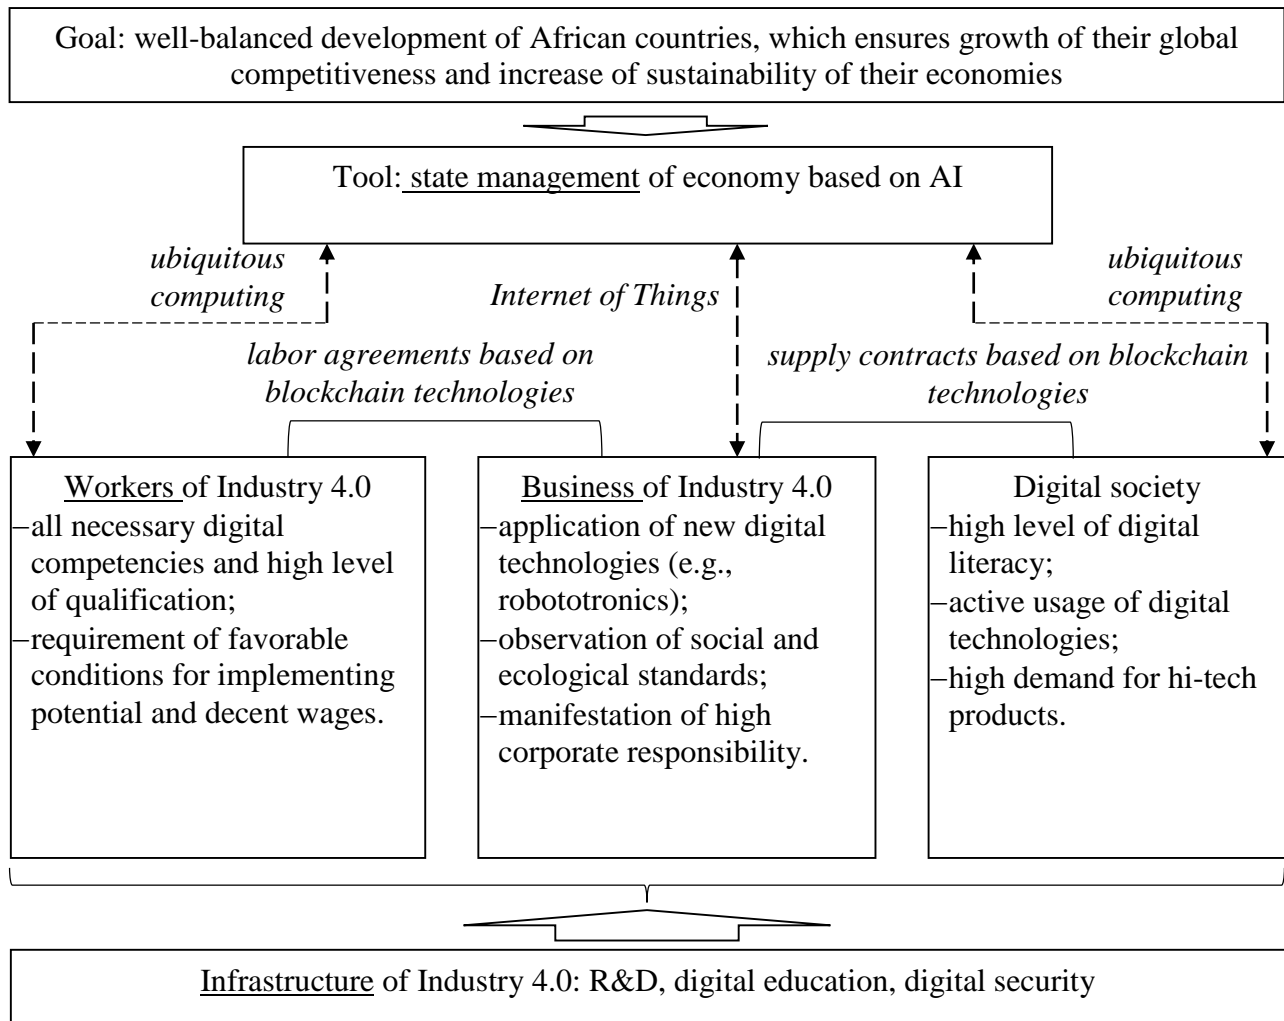 Goal: well-balanced development of African countries, which ensures growth of their global
competitiveness and increase of sustainability of their economies
Tool: state management of economy based on AI
ubiquitous
computing
Internet of Things
ubiquitous
computing
labor agreements based on
blockchain technologies
supply contracts based on blockchain
technologies
Workers of Industry 4.0
–all necessary digital
competencies and high level
of qualification;
–requirement of favorable
conditions for implementing
potential and decent wages.
Business of Industry 4.0
–application of new digital
technologies (e.g.,
robototronics);
–observation of social and
ecological standards;
–manifestation of high
corporate responsibility.
Digital society
–high level of digital
literacy;
–active usage of digital
technologies;
–high demand for hi-tech
products.
Infrastructure of Industry 4.0: R&D, digital education, digital security